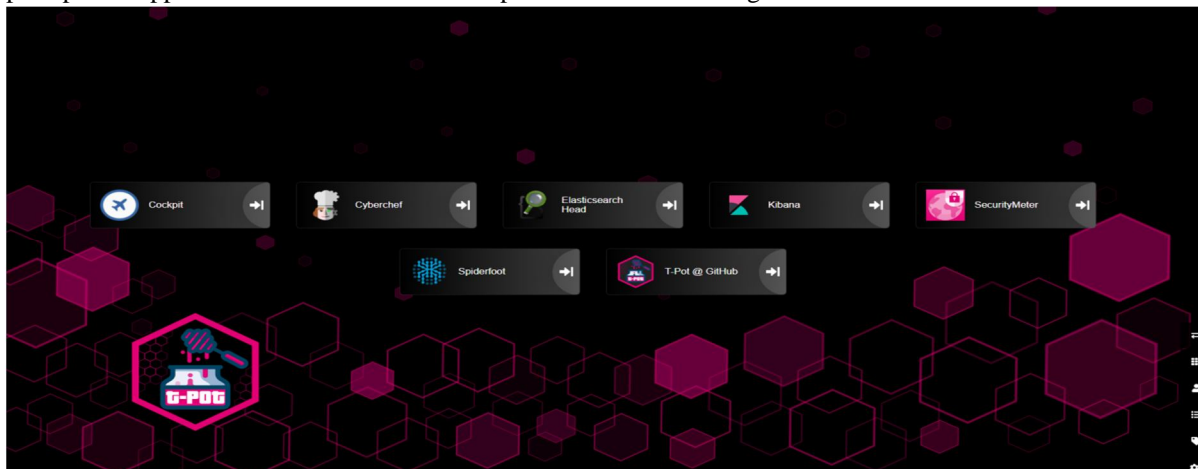 Cockpit
Cyberchef
Elasticsearch
Head
Kibana
SecurityMeter
Spiderfoot
T-Pot @ GitHub
T-POT